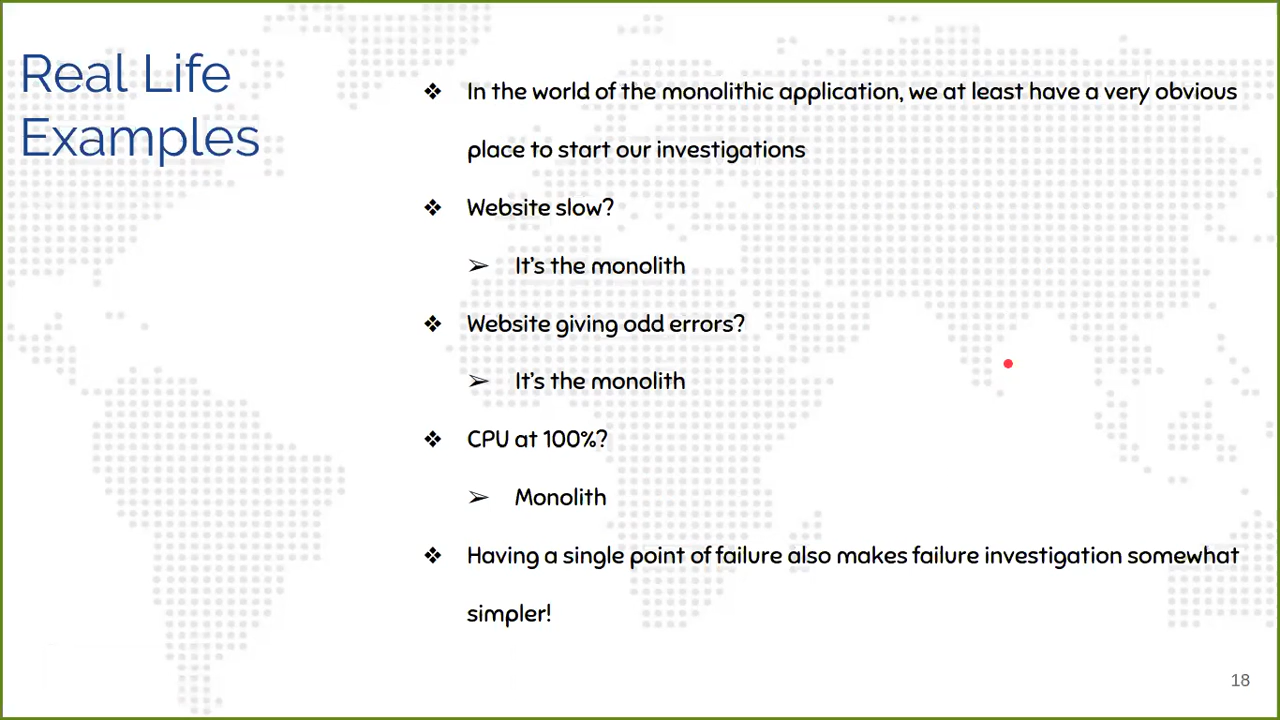 Real Life
Examples
❖ In the world of the monolithic application, we at least have a very obvious
place to start our investigations
❖ Website slow?
➢ It's the monolith
❖ Website giving odd errors?
➢ It's the monolith
❖ CPU at 100%?
➢ Monolith
❖ Having a single point of failure also makes failure investigation somewhat
simpler!
18